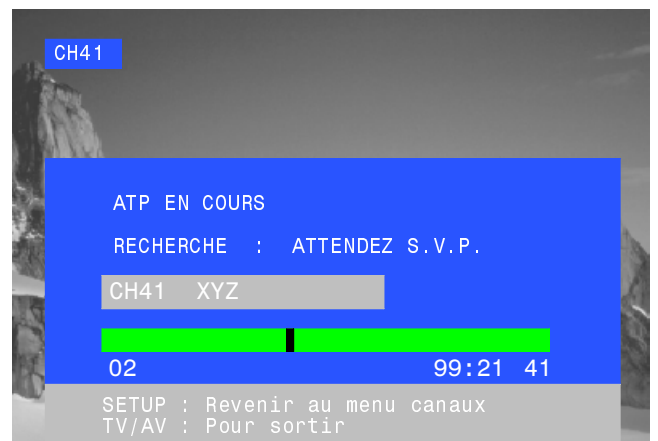 CH41
ATP EN COURS
RECHERCHE : ATTENDEZ S.V.P.
CH41 XYZ
02 99:21 41
SETUP : Revenir au menu canaux
TV/AV : Pour sortir